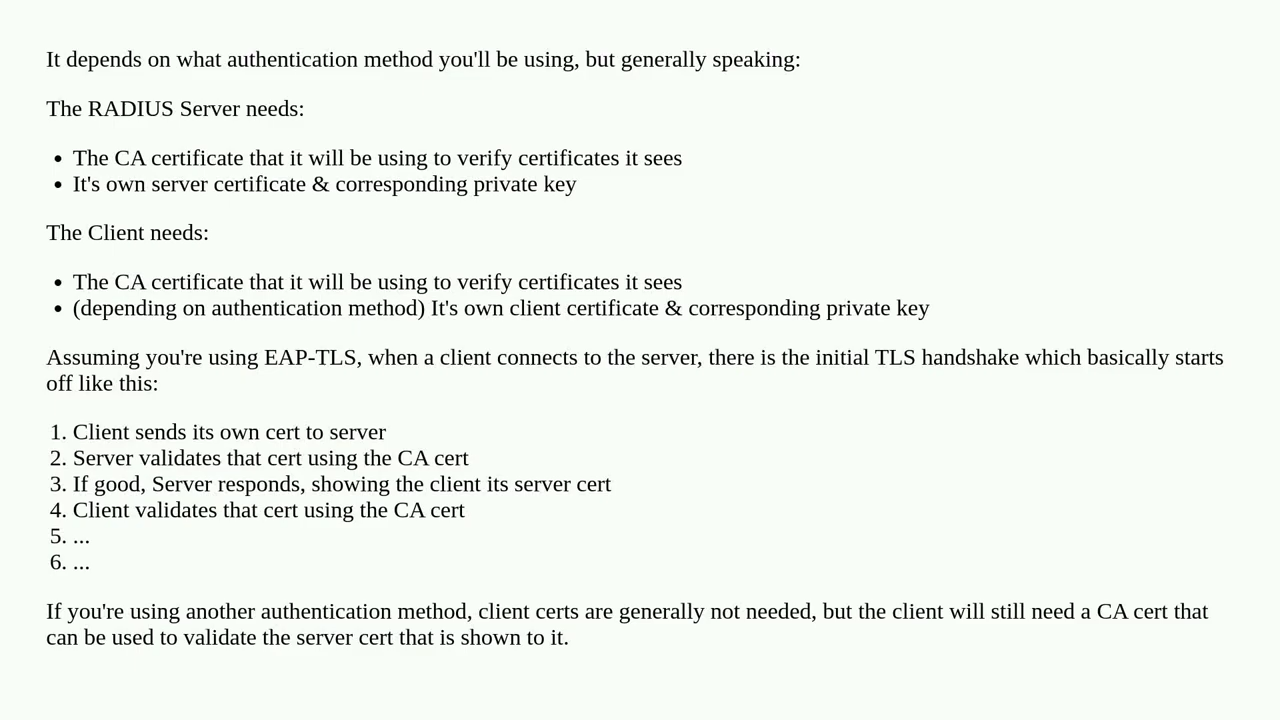 It depends on what authentication method you'll be using, but generally speaking:
The RADIUS Server needs:
• The CA certificate that it will be using to verify certificates it sees
• It's own server certificate & corresponding private key
The Client needs:
• The CA certificate that it will be using to verify certificates it sees
• (depending on authentication method) It's own client certificate & corresponding private key
Assuming you're using EAP-TLS, when a client connects to the server, there is the initial TLS handshake which basically starts
off like this:
1. Client sends its own cert to server
2. Server validates that cert using the CA cert
3. If good, Server responds, showing the client its server cert
4. Client validates that cert using the CA cert
5. ...
6. ...
If you're using another authentication method, client certs are generally not needed, but the client will still need a CA cert that
can be used to validate the server cert that is shown to it.